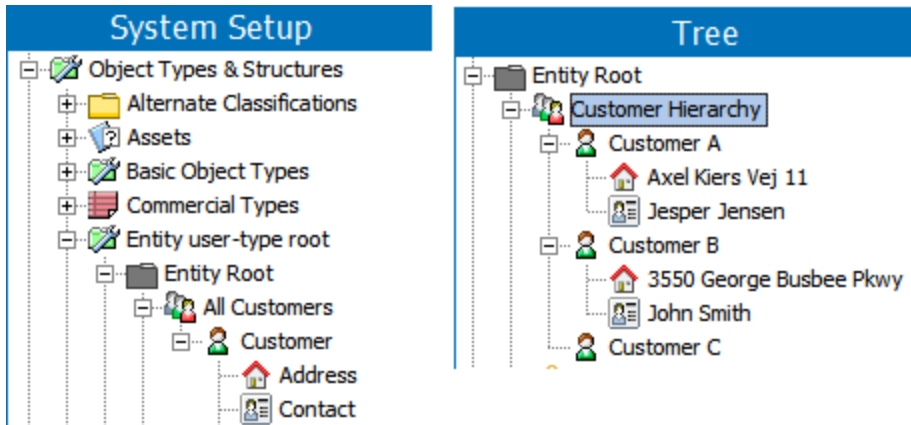 System Setup
Object Types & Structures
Alternate Classifications
Assets
Basic Object Types
Commercial Types
Entity user-type root
Entity Root
All Customers
Customer
Address
Contact
Tree
Entity Root
Customer Hierarchy
Customer A
Axel Kiers Vej 11
Jesper Jensen
Customer B
3550 George Busbee Pkwy
John Smith
Customer C